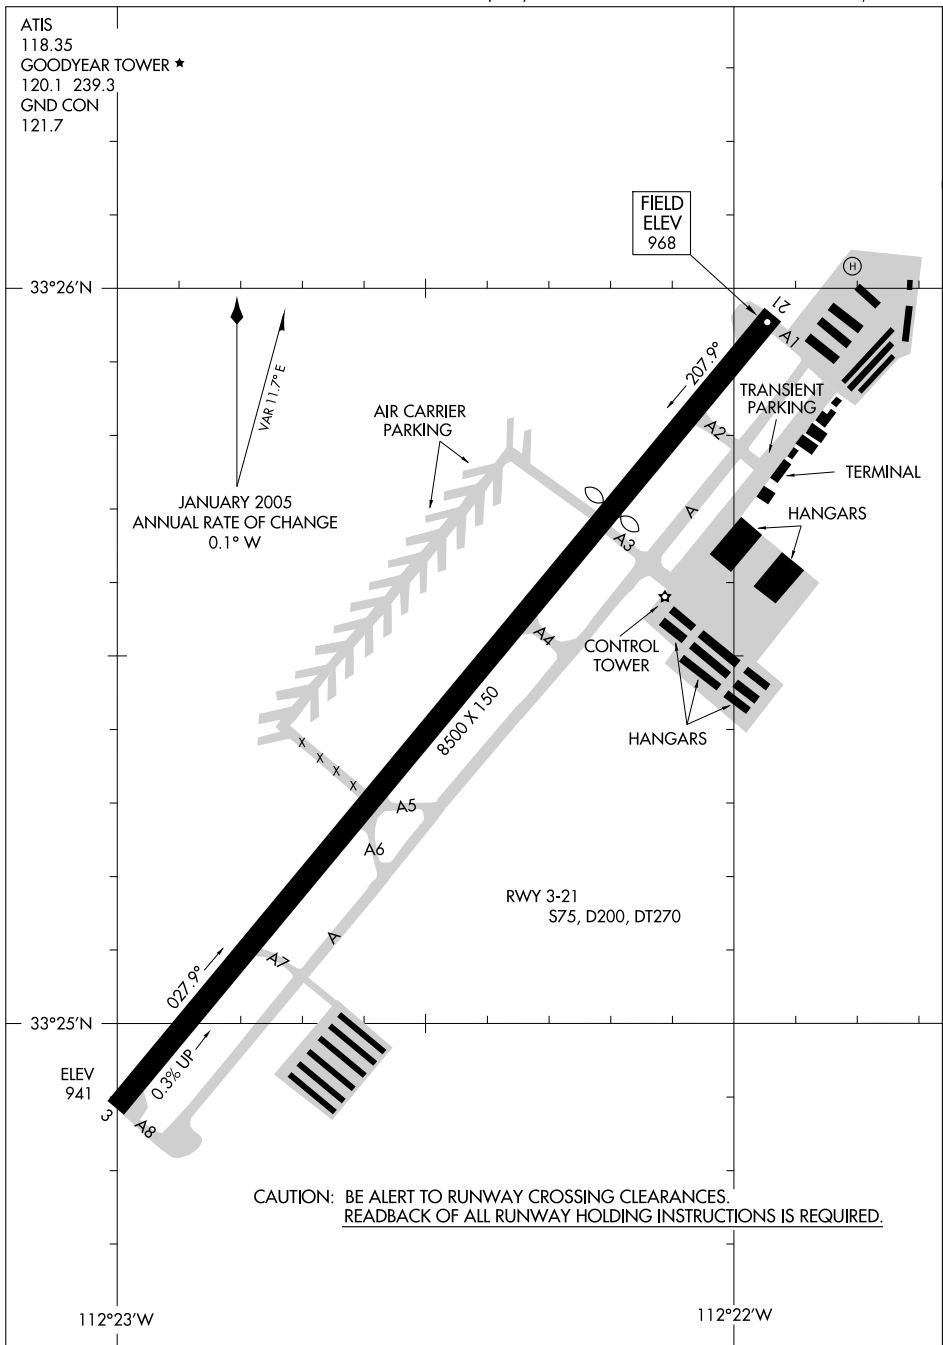 ATIS
118.35
GOODYEAR TOWER ★
120.1 239.3
GND CON
121.7
FIELD
ELEV
968
33°26'N
H
21
A1
207.9°
VAR 11.7° E
TRANSIENT
PARKING
AIR CARRIER
PARKING
A2
TERMINAL
JANUARY 2005
ANNUAL RATE OF CHANGE
0.1° W
A
HANGARS
A3
A4
CONTROL
TOWER
8500 X 150
HANGARS
X X X X
A5
A6
RWY 3-21
S75, D200, DT270
A
A7
027.9°
33°25'N
0.3% UP
ELEV
941
3
A8
CAUTION: BE ALERT TO RUNWAY CROSSING CLEARANCES.
READBACK OF ALL RUNWAY HOLDING INSTRUCTIONS IS REQUIRED.
112°23'W
112°22'W